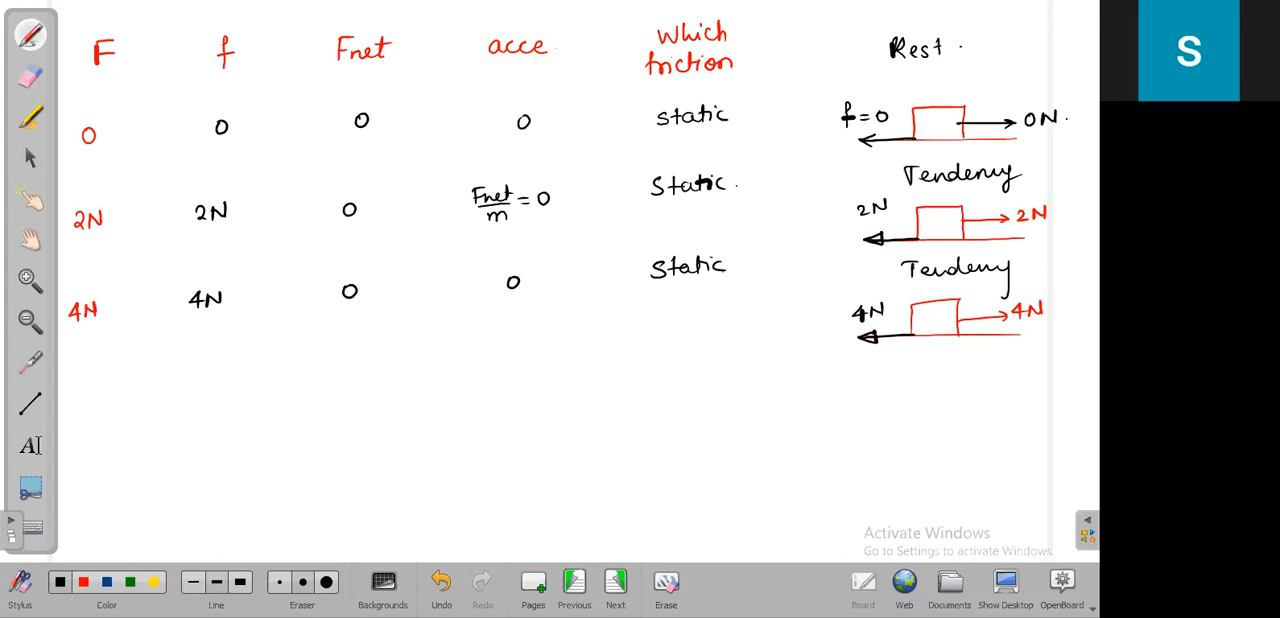 F f Fnet acce Which friction Rest.
0 0 0 0 static f=0 0N.
Tendency
2N 2N 0 Fnet/m = 0 Static. 2N 2N
Tendeny
4N 4N 0 0 Static 4N 4N
S
Activate Windows
Go to Settings to activate Windows.
Stylus Color Line Eraser Backgrounds Undo Redo Pages Previous Next Erase Board Web Documents Show Desktop OpenBoard